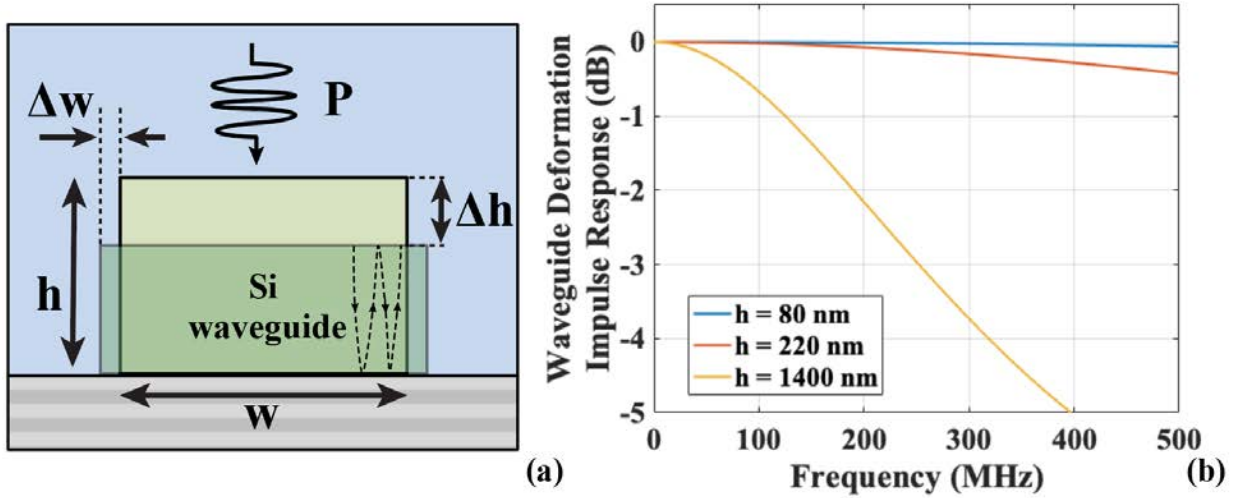 Δw
P
h
Δh
Si
waveguide
w
(a)
Waveguide Deformation
Impulse Response (dB)
0
-1
-2
-3
-4
-5
h = 80 nm
h = 220 nm
h = 1400 nm
0 100 200 300 400 500
Frequency (MHz)
(b)